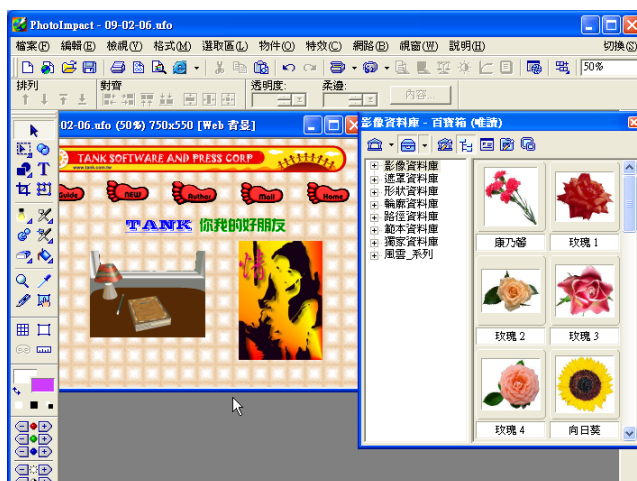 PhotoImpact - 09-02-06.ufo
檔案(F) 編輯(E) 檢視(V) 格式(M) 選取區(L) 物件(O) 特效(C) 網路(B) 視窗(W) 說明(H) 切換(S)
50%
排列 對齊 透明度: 柔邊:
內容...
02-06.ufo (50%) 750x550 [Web 背景]
TANK SOFTWARE AND PRESS CORP
www.tank.com.tw
Guide NEW Author Mail Home
TANK 你我的好朋友
情
影像資料庫 - 百寶箱 (唯讀)
影像資料庫
遮罩資料庫
形狀資料庫
輪廓資料庫
路徑資料庫
範本資料庫
獨家資料庫
風雲_系列
康乃馨 玫瑰 1
玫瑰 2 玫瑰 3
玫瑰 4 向日葵